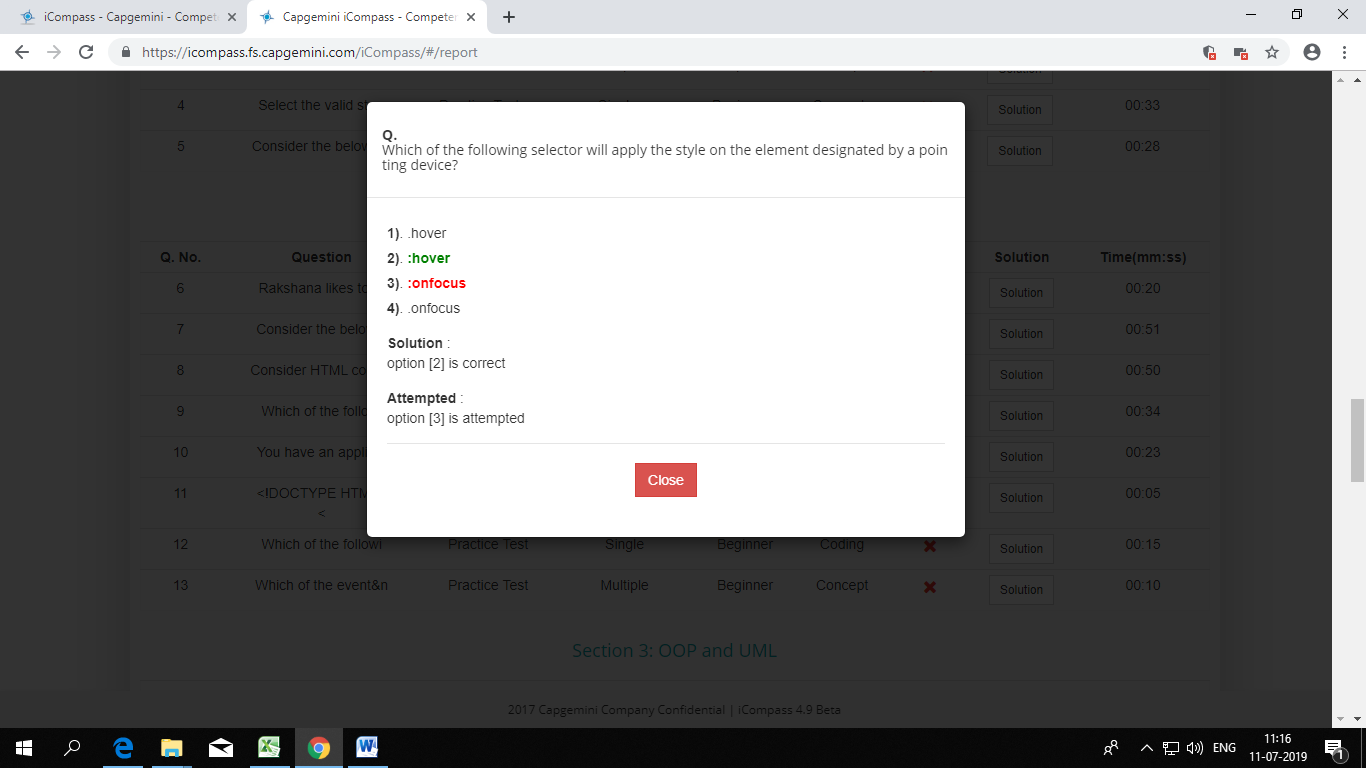 iCompass - Capgemini - Compet
Capgemini iCompass - Competen
https://icompass.fs.capgemini.com/iCompass/#/report
4 Select the valid st Solution 00:33
5 Consider the below Solution 00:28
Q.
Which of the following selector will apply the style on the element designated by a poin
ting device?
1). .hover
2). :hover
3). :onfocus
4). .onfocus
Solution :
option [2] is correct
Attempted :
option [3] is attempted
Close
Q. No. Question Solution Time(mm:ss)
6 Rakshana likes to Solution 00:20
7 Consider the belo Solution 00:51
8 Consider HTML co Solution 00:50
9 Which of the follo Solution 00:34
10 You have an appli Solution 00:23
11 <!DOCTYPE HTM Solution 00:05
<
12 Which of the followi Practice Test Single Beginner Coding Solution 00:15
13 Which of the event&n Practice Test Multiple Beginner Concept Solution 00:10
Section 3: OOP and UML
2017 Capgemini Company Confidential | iCompass 4.9 Beta
ENG
11:16
11-07-2019
1